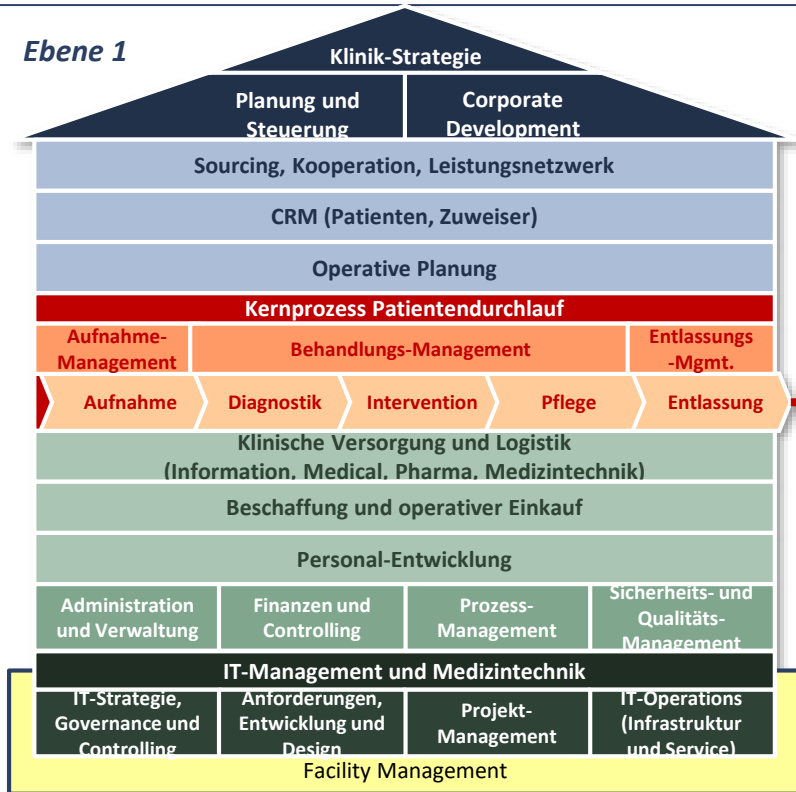 Ebene 1
Klinik-Strategie
Planung und
Steuerung
Corporate
Development
Sourcing, Kooperation, Leistungsnetzwerk
CRM (Patienten, Zuweiser)
Operative Planung
Kernprozess Patientendurchlauf
Aufnahme-
Management
Behandlungs-Management
Entlassungs
-Mgmt.
Aufnahme
Diagnostik
Intervention
Pflege
Entlassung
Klinische Versorgung und Logistik
(Information, Medical, Pharma, Medizintechnik)
Beschaffung und operativer Einkauf
Personal-Entwicklung
Administration
und Verwaltung
Finanzen und
Controlling
Prozess-
Management
Sicherheits- und
Qualitäts-
Management
IT-Management und Medizintechnik
IT-Strategie,
Governance und
Controlling
Anforderungen,
Entwicklung und
Design
Projekt-
Management
IT-Operations
(Infrastruktur
und Service)
Facility Management